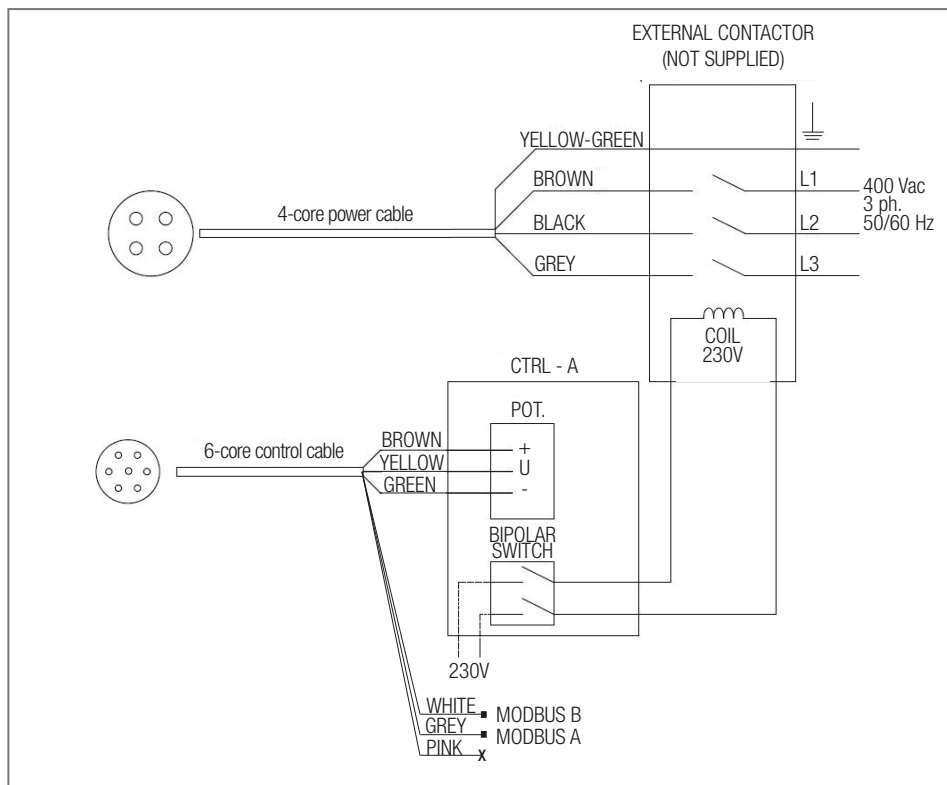 EXTERNAL CONTACTOR
(NOT SUPPLIED)
YELLOW-GREEN
BROWN
L1
400 Vac
3 ph.
50/60 Hz
4-core power cable
BLACK
L2
GREY
L3
COIL
230V
CTRL - A
POT.
6-core control cable
BROWN
+
YELLOW
U
GREEN
-
BIPOLAR
SWITCH
230V
WHITE
MODBUS B
GREY
MODBUS A
PINK
x